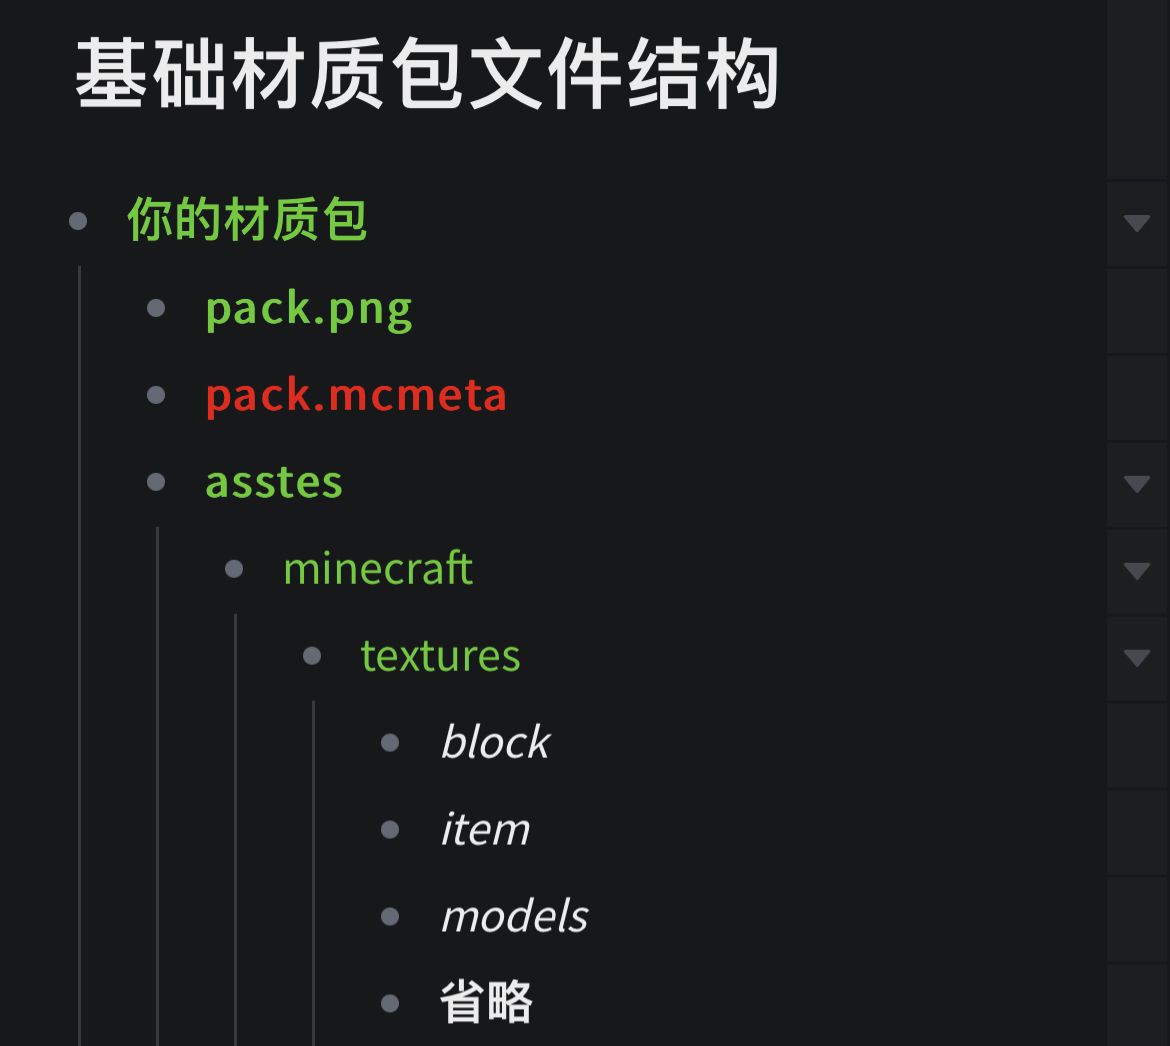 基础材质包文件结构
你的材质包
pack.png
pack.mcmeta
asstes
minecraft
textures
block
item
models
省略